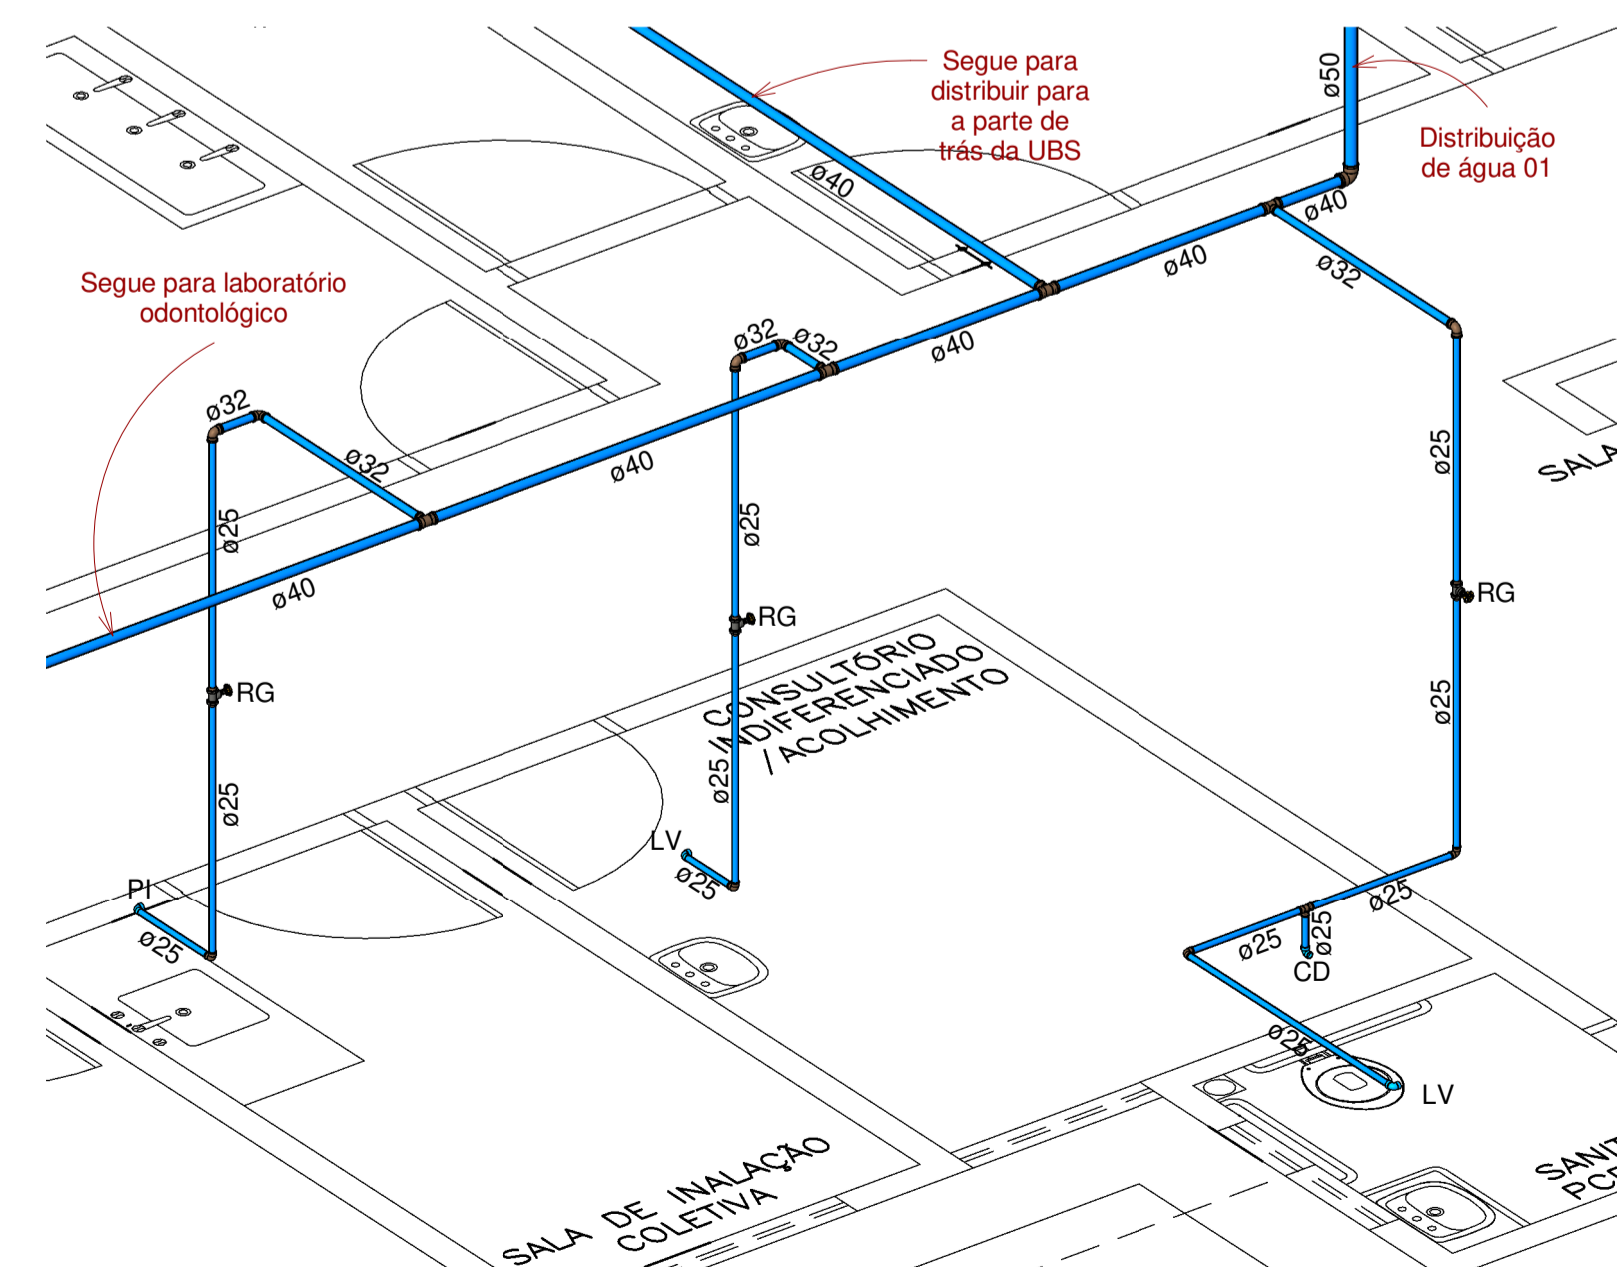 Segue para
distribuir para
a parte de
trás da UBS
ø50
Distribuição
de água 01
ø40
ø40
ø40
ø32
Segue para laboratório
odontológico
ø32
ø32
ø40
ø32
ø32
ø40
ø25
ø25
ø25
ø40
RG
RG
RG
CONSULTÓRIO
INDIFERENCIADO
/ ACOLHIMENTO
ø25
ø25
ø25
LV
ø25
PI
ø25
ø25
ø25
ø25
CD
ø25
LV
SALA
SALA DE INALAÇÃO
COLETIVA